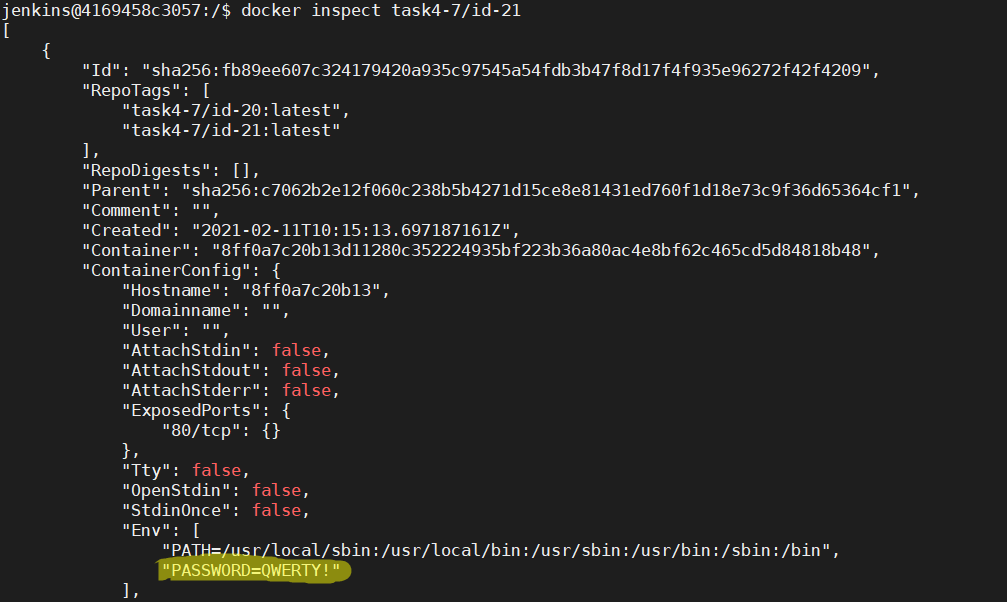 jenkins@4169458c3057:/$ docker inspect task4-7/id-21
[
    {
        "Id": "sha256:fb89ee607c324179420a935c97545a54fdb3b47f8d17f4f935e96272f42f4209",
        "RepoTags": [
            "task4-7/id-20:latest",
            "task4-7/id-21:latest"
        ],
        "RepoDigests": [],
        "Parent": "sha256:c7062b2e12f060c238b5b4271d15ce8e81431ed760f1d18e73c9f36d65364cf1",
        "Comment": "",
        "Created": "2021-02-11T10:15:13.697187161Z",
        "Container": "8ff0a7c20b13d11280c352224935bf223b36a80ac4e8bf62c465cd5d84818b48",
        "ContainerConfig": {
            "Hostname": "8ff0a7c20b13",
            "Domainname": "",
            "User": "",
            "AttachStdin": false,
            "AttachStdout": false,
            "AttachStderr": false,
            "ExposedPorts": {
                "80/tcp": {}
            },
            "Tty": false,
            "OpenStdin": false,
            "StdinOnce": false,
            "Env": [
                "PATH=/usr/local/sbin:/usr/local/bin:/usr/sbin:/usr/bin:/sbin:/bin",
                "PASSWORD=QWERTY!"
            ],